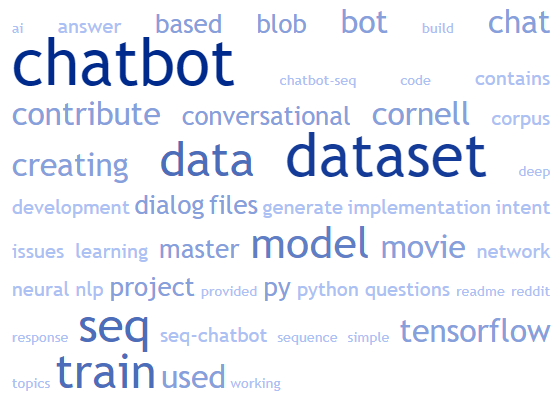 ai answer based blob bot build chat
chatbot chatbot-seq code contains
contribute conversational cornell corpus
creating data dataset deep
development dialog files generate implementation intent
issues learning master model movie network
neural nlp project provided py python questions readme reddit
response seq seq-chatbot sequence simple tensorflow
topics train used working